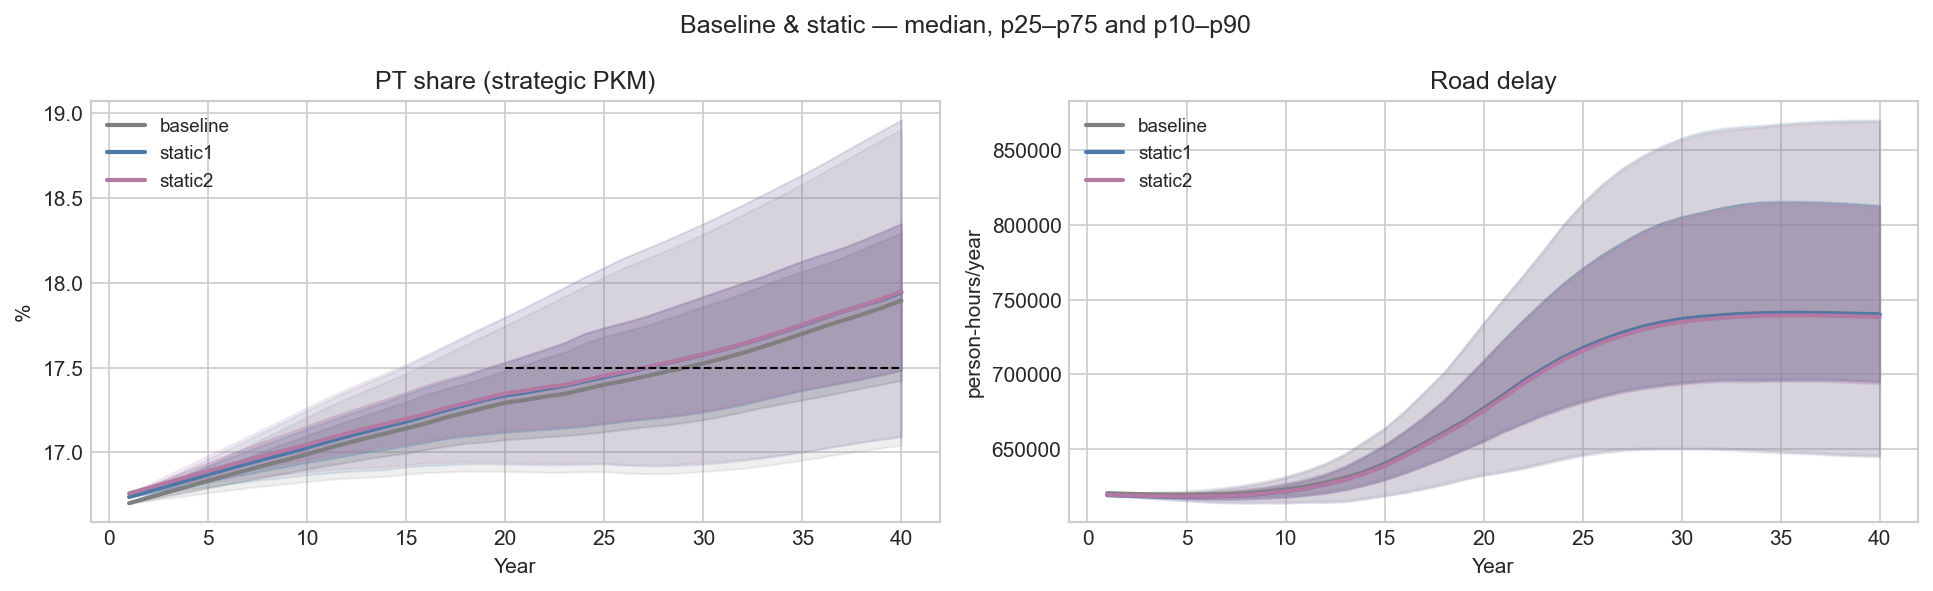 Baseline & static — median, p25–p75 and p10–p90
PT share (strategic PKM)
19.0
18.5
18.0
17.5
17.0
%
baseline
static1
static2
0 5 10 15 20 25 30 35 40
Year
Road delay
850000
800000
750000
700000
650000
person-hours/year
baseline
static1
static2
0 5 10 15 20 25 30 35 40
Year